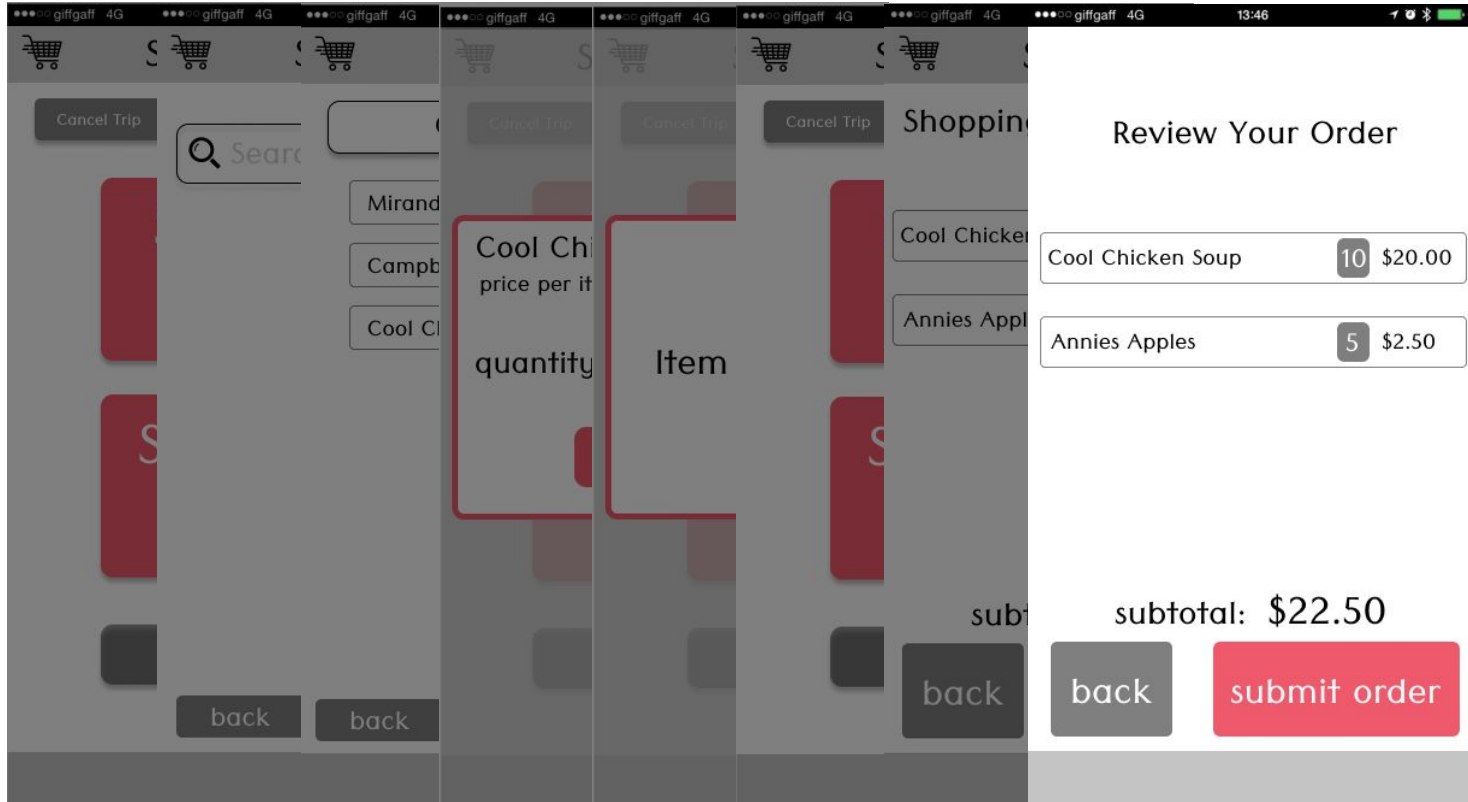 giffgaff 4G
S
Cancel Trip
S
giffgaff 4G
S
Searc
back
giffgaff 4G
Mirand
Campb
Cool Cl
back
giffgaff 4G
S
Cancel Trip
Cool Chi
price per it
quantity
giffgaff 4G
Cancel Trip
Item
giffgaff 4G
S
Cancel Trip
S
giffgaff 4G
Shoppin
Cool Chicken
Annies Appl
subt
back
giffgaff 4G 13:46
Review Your Order
Cool Chicken Soup 10 $20.00
Annies Apples 5 $2.50
subtotal: $22.50
back submit order